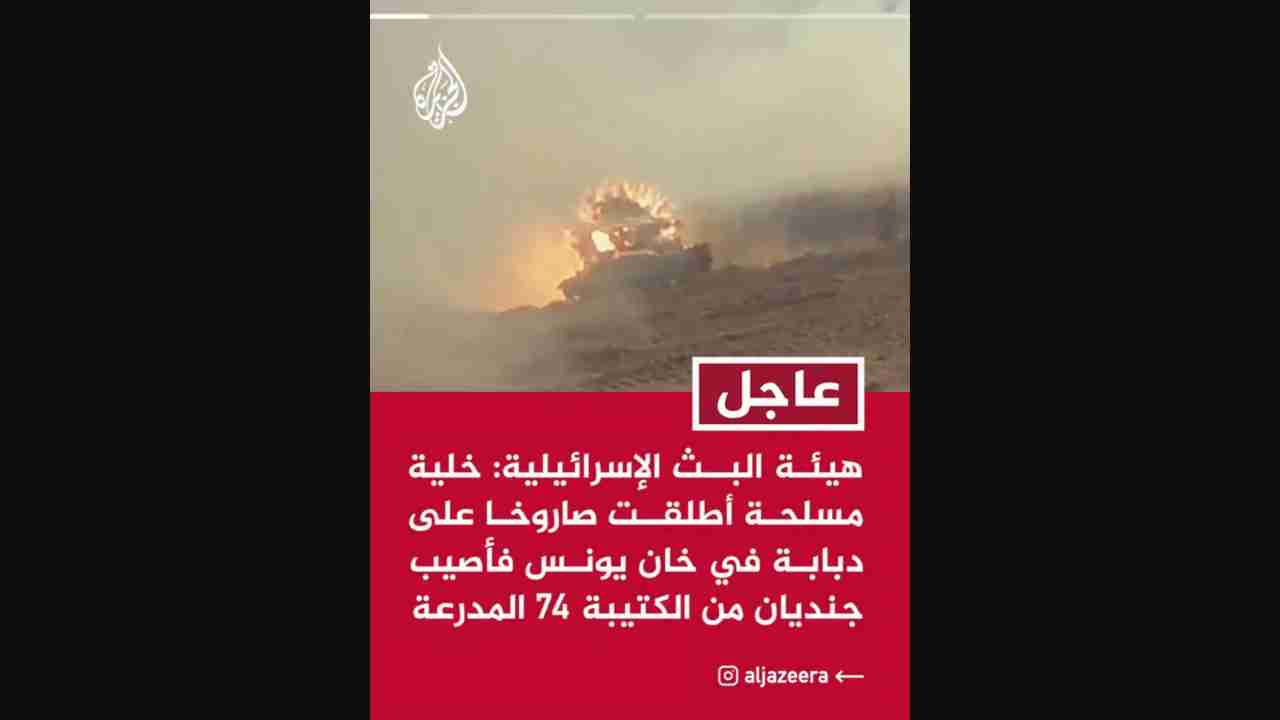 الجزيرة
عاجل
هيئة البث الإسرائيلية: خلية
مسلحة أطلقت صاروخا على
دبابة في خان يونس فأصيب
جنديان من الكتيبة 74 المدرعة
aljazeera